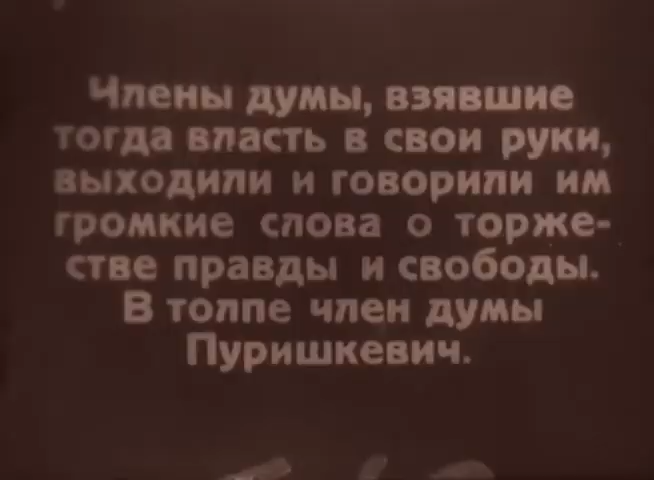 Члены думы, взявшие
тогда власть в свои руки,
выходили и говорили им
громкие слова о торже-
стве правды и свободы.
В толпе член думы
Пуришкевич.